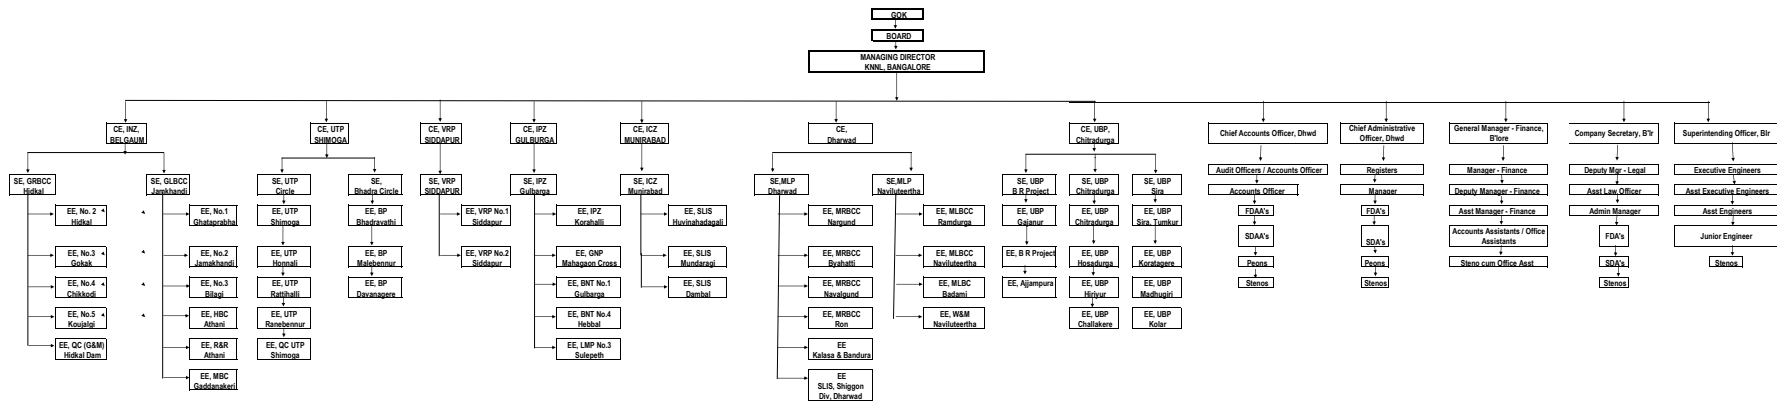 GOK
BOARD
MANAGING DIRECTOR
KNNL, BANGALORE
CE, INZ,
BELGAUM
CE, UTP
SHIMOGA
CE, VRP
SIDDAPUR
CE, IPZ
GULBURGA
CE, ICZ
MUNIRABAD
CE,
Dharwad
CE, UBP,
Chitradurga
Chief Accounts Officer, Dhwd
Chief Administrative
Officer, Dhwd
General Manager - Finance,
B'lore
Company Secretary, B'lr
Superintending Officer, Blr
SE, GRBCC
Hidkal
SE, GLBCC
Jamkhandi
SE, UTP
Circle
SE,
Bhadra Circle
SE, VRP
SIDDAPUR
SE, IPZ
Gulbarga
SE, ICZ
Munirabad
SE,MLP
Dharwad
SE,MLP
Naviluteertha
SE, UBP
B R Project
SE, UBP
Chitradurga
SE, UBP
Sira
Audit Officers / Accounts Officer
Registers
Manager - Finance
Deputy Mgr - Legal
Executive Engineers
Accounts Officer
Manager
Deputy Manager - Finance
Asst Law Officer
Asst Executive Engineers
EE, No. 2
Hidkal
EE, No.1
Ghataprabha
EE, UTP
Shimoga
EE, BP
Bhadravathi
EE, VRP No.1
Siddapur
EE, IPZ
Korahalli
EE, SLIS
Huvinahadagali
EE, MRBCC
Nargund
EE, MLBCC
Ramdurga
EE, UBP
Gajanur
EE, UBP
Chitradurga
EE, UBP
Sira, Tumkur
FDAA's
FDA's
Asst Manager - Finance
Admin Manager
Asst Engineers
EE, No.3
Gokak
EE, No.2
Jamakhandi
EE, UTP
Honnali
EE, BP
Malebennur
EE, VRP No.2
Siddapur
EE, GNP
Mahagaon Cross
EE, SLIS
Mundaragi
EE, MRBCC
Byahatti
EE, MLBCC
Naviluteertha
EE, B R Project
EE, UBP
Hosadurga
EE, UBP
Koratagere
SDAA's
SDA's
Accounts Assistants / Office
Assistants
FDA's
Junior Engineer
Peons
Peons
Steno cum Office Asst
SDA's
Stenos
EE, No.4
Chikkodi
EE, No.3
Bilagi
EE, UTP
Rattihalli
EE, BP
Davanagere
EE, BNT No.1
Gulbarga
EE, SLIS
Dambal
EE, MRBCC
Navalgund
EE, MLBC
Badami
EE, Ajjampura
EE, UBP
Hiriyur
EE, UBP
Madhugiri
Stenos
Stenos
Stenos
EE, No.5
Koujalgi
EE, HBC
Athani
EE, UTP
Ranebennur
EE, BNT No.4
Hebbal
EE, MRBCC
Ron
EE, W&M
Naviluteertha
EE, UBP
Challakere
EE, UBP
Kolar
EE, QC (G&M)
Hidkal Dam
EE, R&R
Athani
EE, QC UTP
Shimoga
EE, LMP No.3
Sulepeth
EE
Kalasa & Bandura
EE, MBC
Gaddanakeri
EE
SLIS, Shiggon
Div, Dharwad